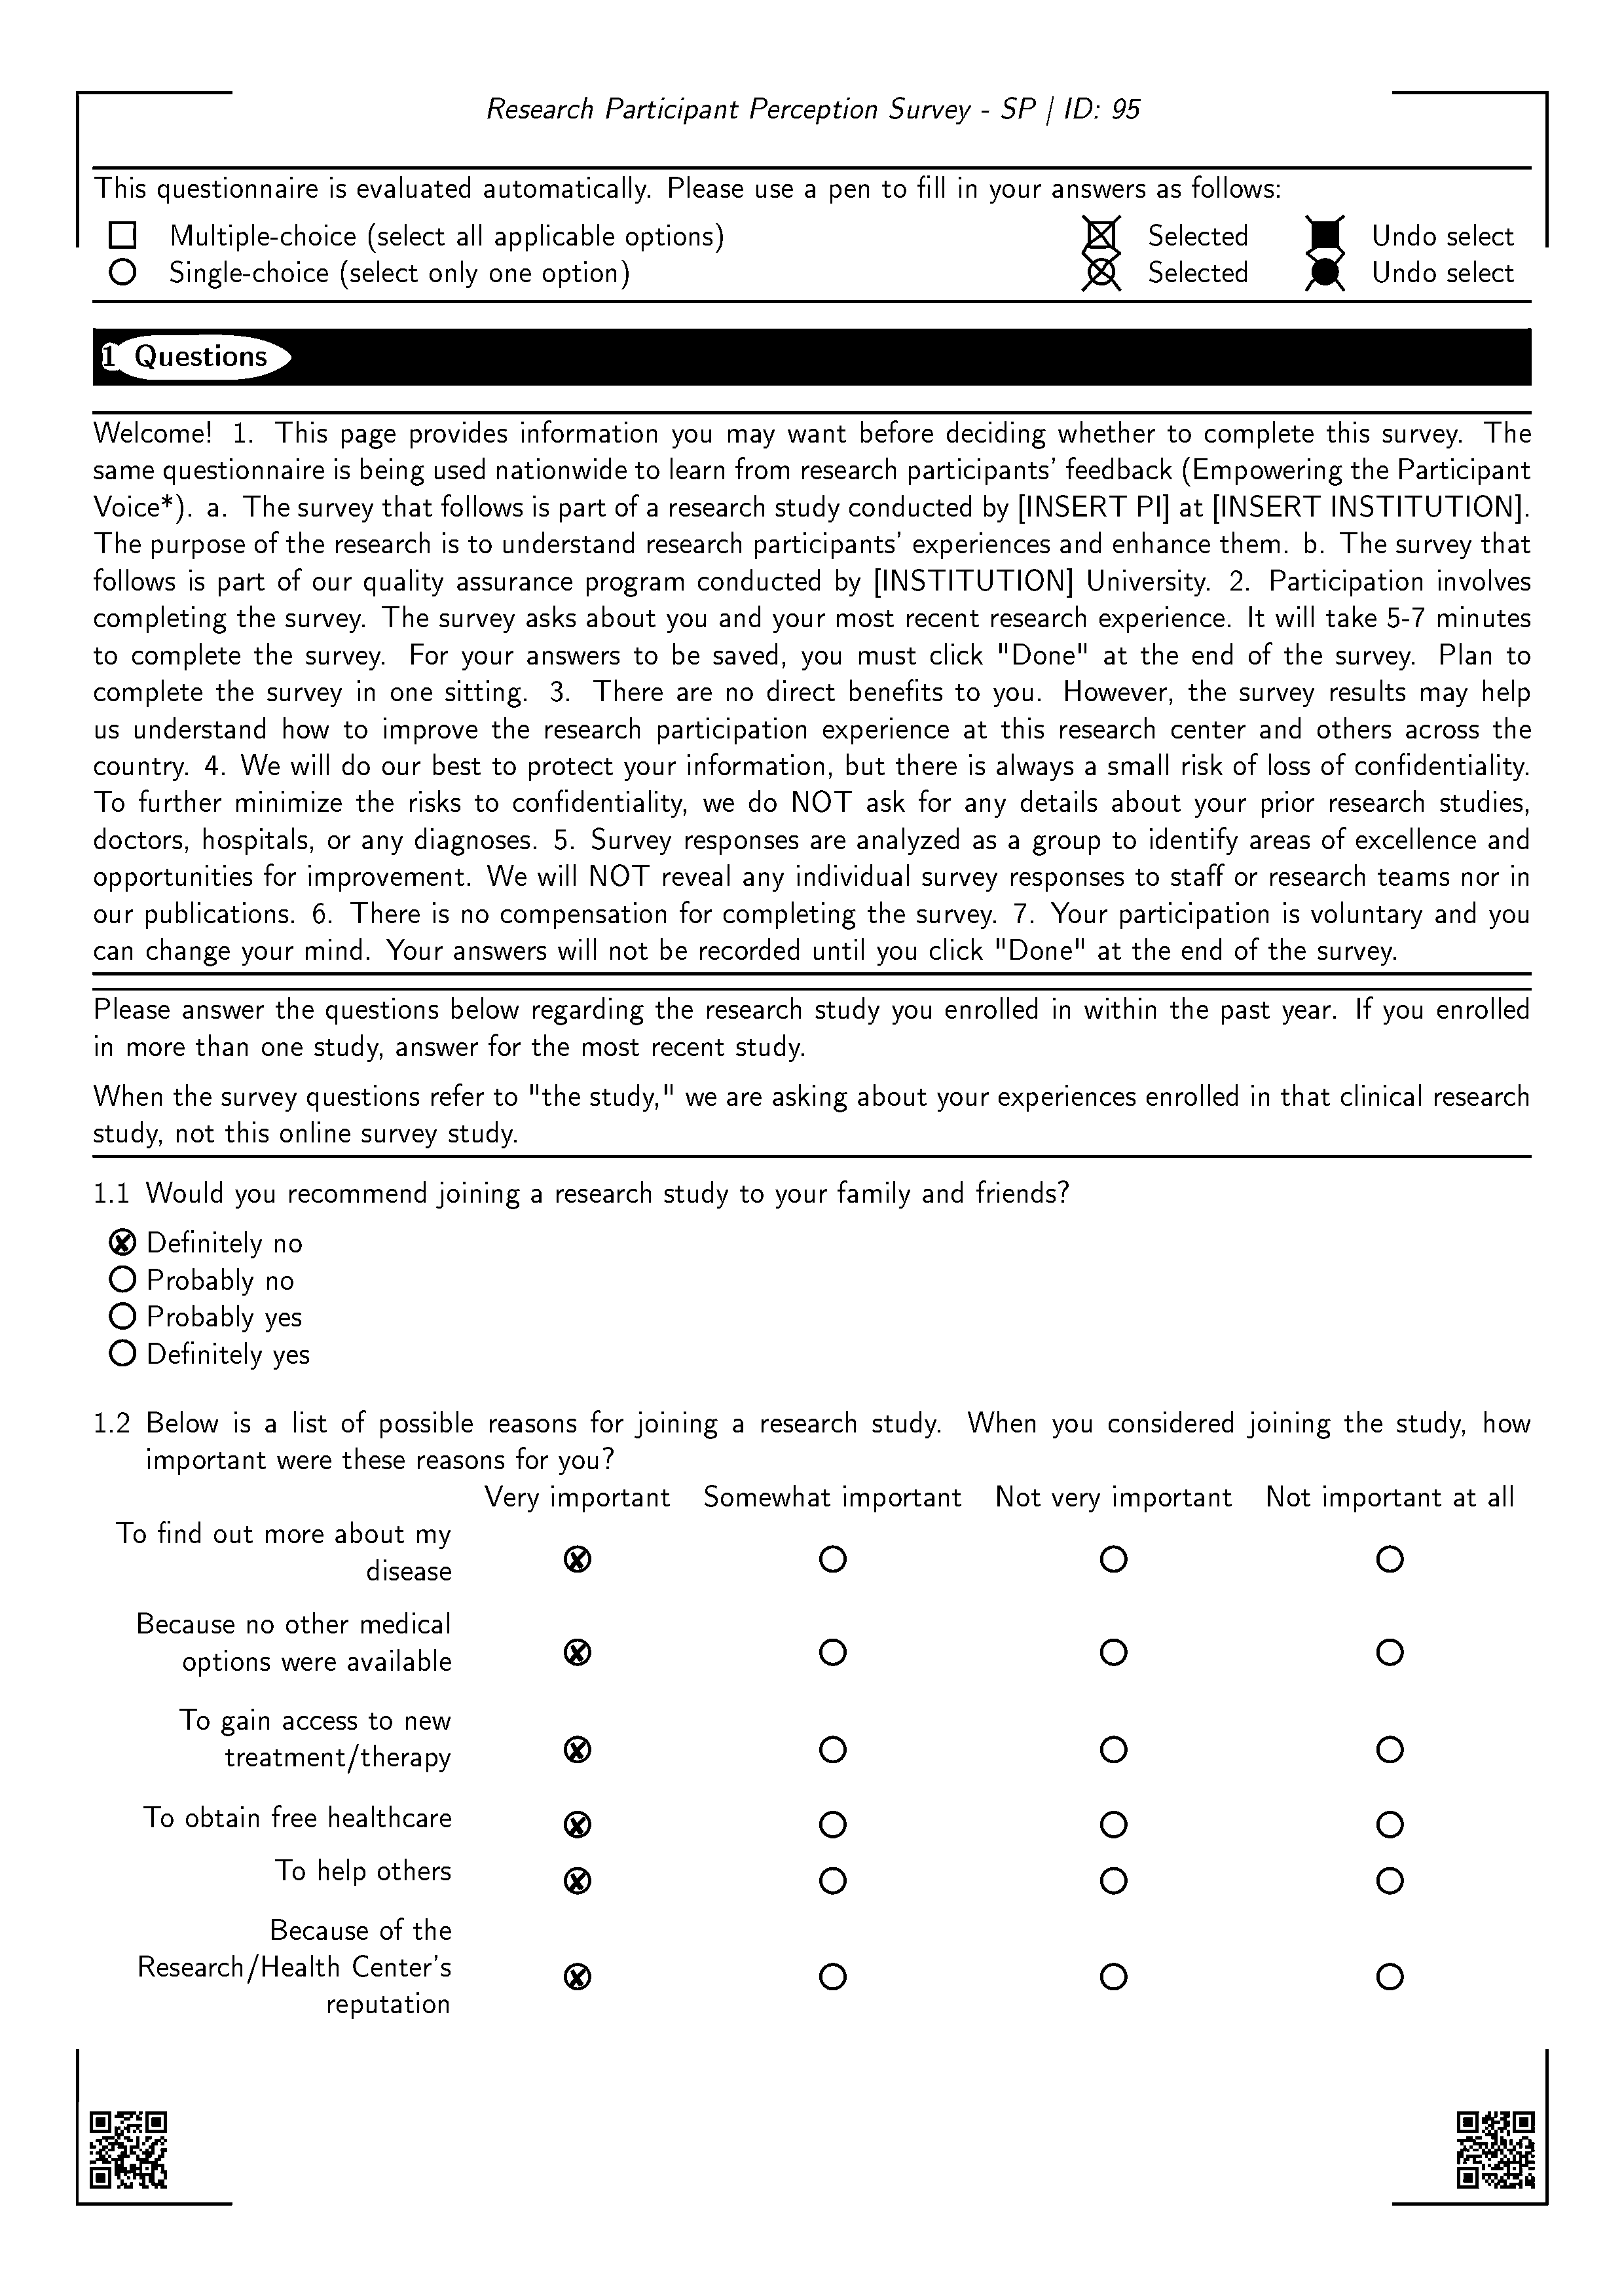 Research Participant Perception Survey - SP | ID: 95
This questionnaire is evaluated automatically. Please use a pen to fill in your answers as follows:
Multiple-choice (select all applicable options) Selected Undo select
Single-choice (select only one option) Selected Undo select
1 Questions
Welcome! 1. This page provides information you may want before deciding whether to complete this survey. The
same questionnaire is being used nationwide to learn from research participants' feedback (Empowering the Participant
Voice*). a. The survey that follows is part of a research study conducted by [INSERT PI] at [INSERT INSTITUTION].
The purpose of the research is to understand research participants' experiences and enhance them. b. The survey that
follows is part of our quality assurance program conducted by [INSTITUTION] University. 2. Participation involves
completing the survey. The survey asks about you and your most recent research experience. It will take 5-7 minutes
to complete the survey. For your answers to be saved, you must click "Done" at the end of the survey. Plan to
complete the survey in one sitting. 3. There are no direct benefits to you. However, the survey results may help
us understand how to improve the research participation experience at this research center and others across the
country. 4. We will do our best to protect your information, but there is always a small risk of loss of confidentiality.
To further minimize the risks to confidentiality, we do NOT ask for any details about your prior research studies,
doctors, hospitals, or any diagnoses. 5. Survey responses are analyzed as a group to identify areas of excellence and
opportunities for improvement. We will NOT reveal any individual survey responses to staff or research teams nor in
our publications. 6. There is no compensation for completing the survey. 7. Your participation is voluntary and you
can change your mind. Your answers will not be recorded until you click "Done" at the end of the survey.
Please answer the questions below regarding the research study you enrolled in within the past year. If you enrolled
in more than one study, answer for the most recent study.
When the survey questions refer to "the study," we are asking about your experiences enrolled in that clinical research
study, not this online survey study.
1.1 Would you recommend joining a research study to your family and friends?
Definitely no
Probably no
Probably yes
Definitely yes
1.2 Below is a list of possible reasons for joining a research study. When you considered joining the study, how
important were these reasons for you?
Very important Somewhat important Not very important Not important at all
To find out more about my
disease
Because no other medical
options were available
To gain access to new
treatment/therapy
To obtain free healthcare
To help others
Because of the
Research/Health Center's
reputation